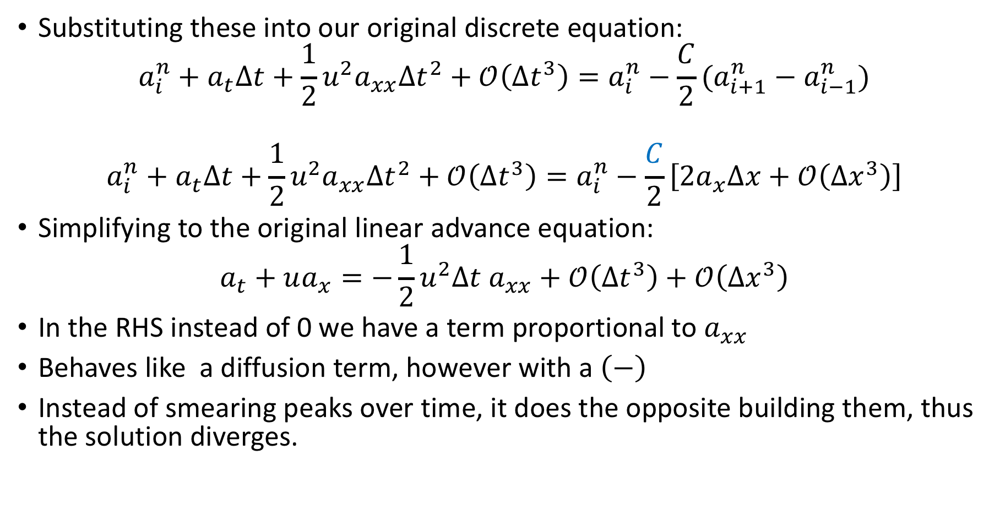 • Substituting these into our original discrete equation:
$a_i^n + a_t \Delta t + \frac{1}{2} u^2 a_{xx} \Delta t^2 + \mathcal{O}(\Delta t^3) = a_i^n - \frac{C}{2} (a_{i+1}^n - a_{i-1}^n)$
$a_i^n + a_t \Delta t + \frac{1}{2} u^2 a_{xx} \Delta t^2 + \mathcal{O}(\Delta t^3) = a_i^n - \frac{C}{2} [2 a_x \Delta x + \mathcal{O}(\Delta x^3)]$
• Simplifying to the original linear advance equation:
$a_t + u a_x = -\frac{1}{2} u^2 \Delta t \; a_{xx} + \mathcal{O}(\Delta t^3) + \mathcal{O}(\Delta x^3)$
• In the RHS instead of 0 we have a term proportional to $a_{xx}$
• Behaves like  a diffusion term, however with a (−)
• Instead of smearing peaks over time, it does the opposite building them, thus
the solution diverges.